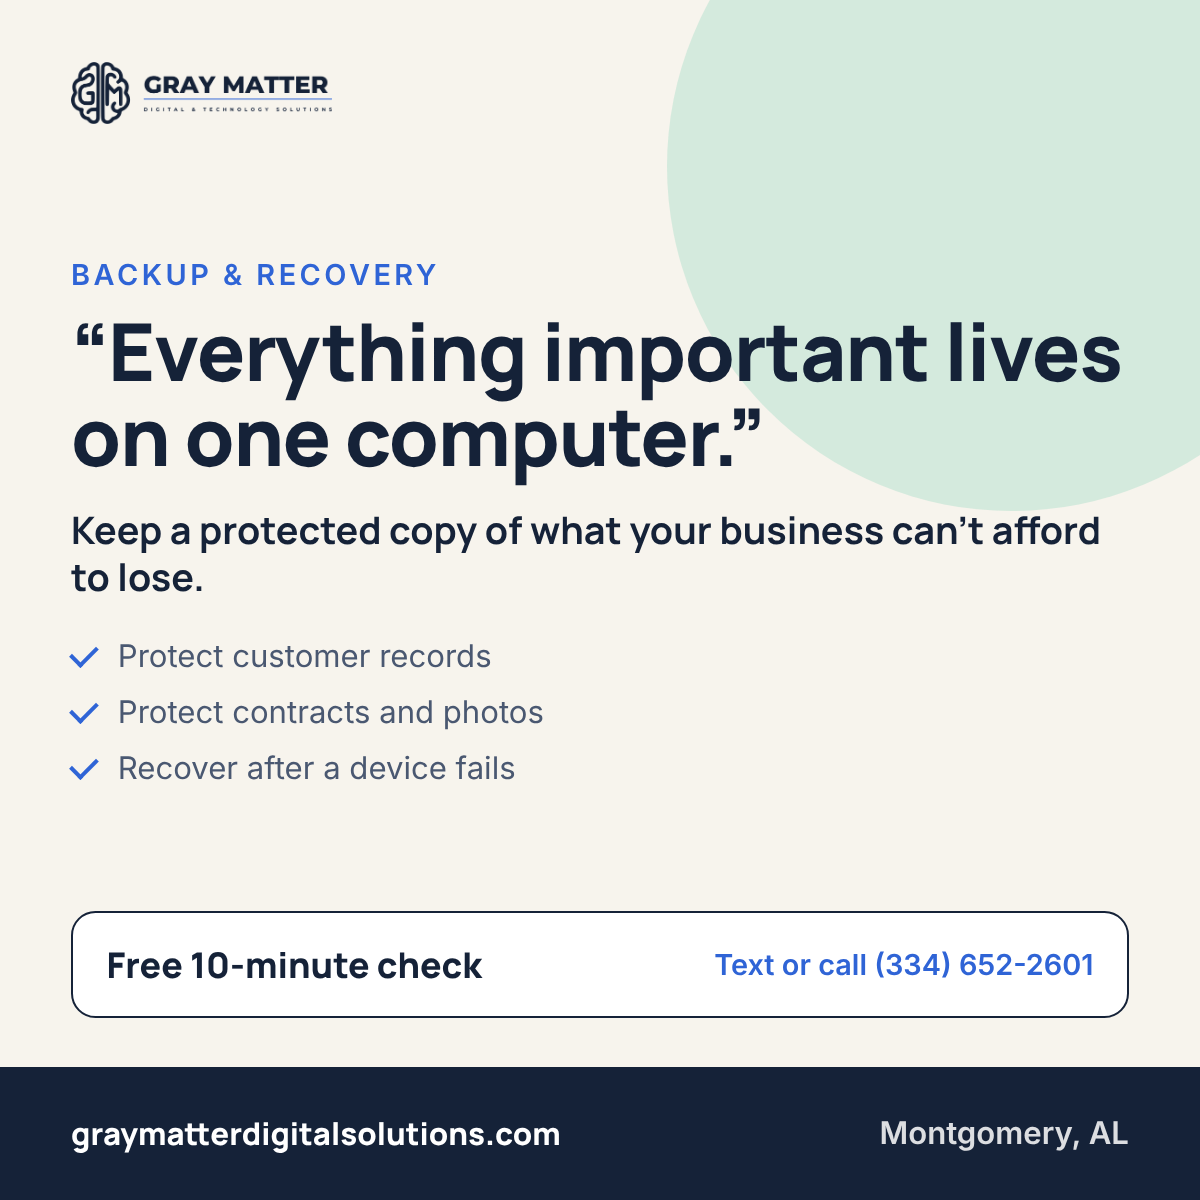 GM
GRAY MATTER
DIGITAL & TECHNOLOGY SOLUTIONS
BACKUP & RECOVERY
“Everything important lives
on one computer.”
Keep a protected copy of what your business can’t afford
to lose.
Protect customer records
Protect contracts and photos
Recover after a device fails
Free 10-minute check
Text or call (334) 652-2601
graymatterdigitalsolutions.com
Montgomery, AL